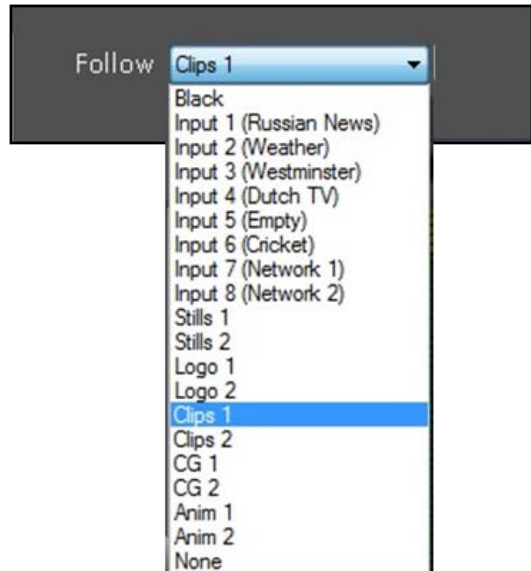 Follow Clips 1
Black
Input 1 (Russian News)
Input 2 (Weather)
Input 3 (Westminster)
Input 4 (Dutch TV)
Input 5 (Empty)
Input 6 (Cricket)
Input 7 (Network 1)
Input 8 (Network 2)
Stills 1
Stills 2
Logo 1
Logo 2
Clips 1
Clips 2
CG 1
CG 2
Anim 1
Anim 2
None